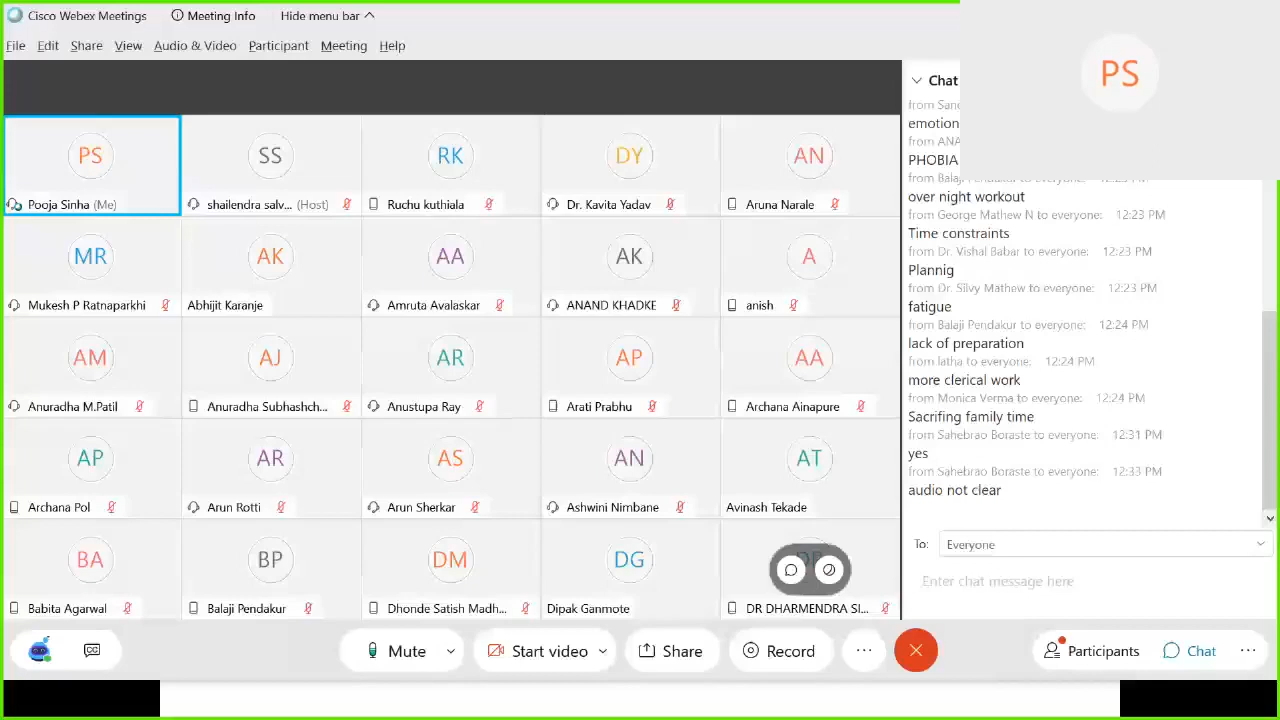 Cisco Webex Meetings Meeting Info Hide menu bar
File Edit Share View Audio & Video Participant Meeting Help
PS SS RK DY AN
Pooja Sinha (Me) shailendra salv... (Host) Ruchu kuthiala Dr. Kavita Yadav Aruna Narale
MR AK AA AK A
Mukesh P Ratnaparkhi Abhijit Karanje Amruta Avalaskar ANAND KHADKE anish
AM AJ AR AP AA
Anuradha M.Patil Anuradha Subhashch... Anustupa Ray Arati Prabhu Archana Ainapure
AP AR AS AN AT
Archana Pol Arun Rotti Arun Sherkar Ashwini Nimbane Avinash Tekade
BA BP DM DG
Babita Agarwal Balaji Pendakur Dhonde Satish Madh... Dipak Ganmote DR DHARMENDRA SI...
Mute Start video Share Record
PS
Chat
from
emotion
from ANA
PHOBIA
from Balaji
over night workout
from George Mathew N to everyone: 12:23 PM
Time constraints
from Dr. Vishal Babar to everyone: 12:23 PM
Plannig
from Dr. Silvy Mathew to everyone: 12:23 PM
fatigue
from Balaji Pendakur to everyone: 12:24 PM
lack of preparation
from latha to everyone: 12:24 PM
more clerical work
from Monica Verma to everyone: 12:24 PM
Sacrifing family time
from Sahebrao Boraste to everyone: 12:31 PM
yes
from Sahebrao Boraste to everyone: 12:33 PM
audio not clear
To: Everyone
Enter chat message here
Participants Chat